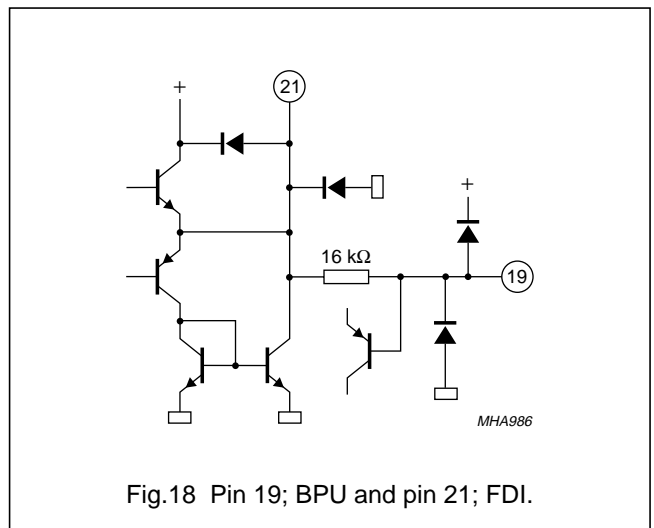 +
21
+
16 kΩ
19
MHA986
Fig.18 Pin 19; BPU and pin 21; FDI.